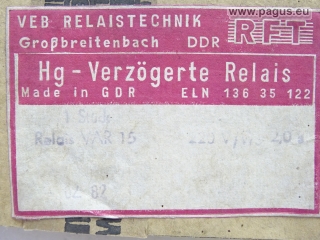 www.pagus.eu
VEB RELAISTECHNIK RFT
Großbreitenbach DDR
Hg-Verzögerte Relais
Made in GDR ELN 136 35 122
1 Stück
Relais